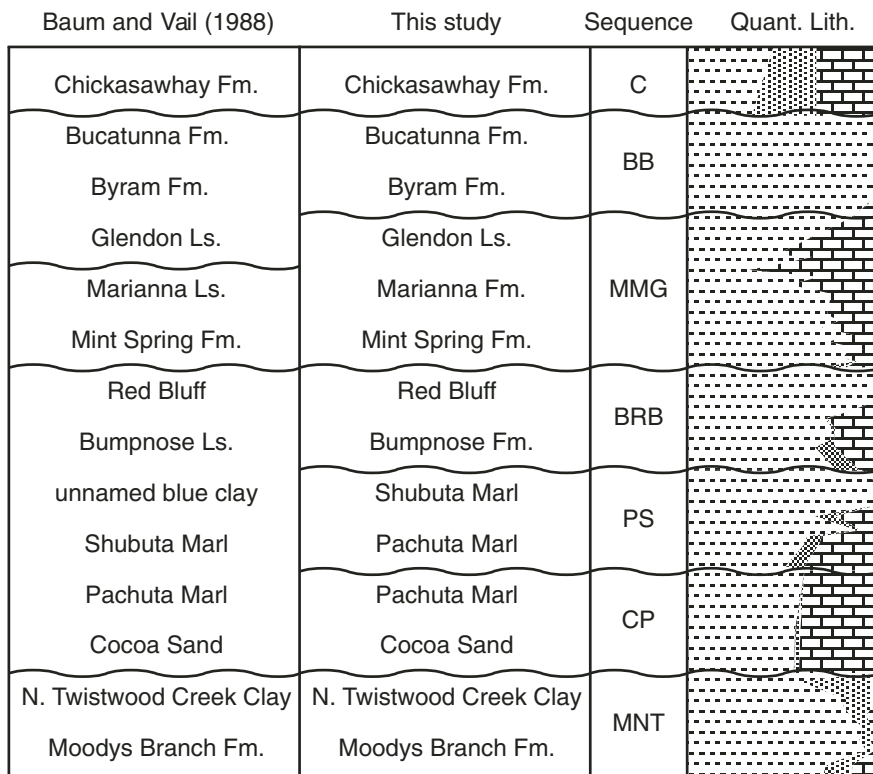 Baum and Vail (1988) This study Sequence Quant. Lith.
Chickasawhay Fm. Chickasawhay Fm. C
Bucatunna Fm. Bucatunna Fm.
BB
Byram Fm. Byram Fm.
Glendon Ls. Glendon Ls.
Marianna Ls. Marianna Fm. MMG
Mint Spring Fm. Mint Spring Fm.
Red Bluff Red Bluff
BRB
Bumpnose Ls. Bumpnose Fm.
unnamed blue clay Shubuta Marl
PS
Shubuta Marl Pachuta Marl
Pachuta Marl Pachuta Marl
CP
Cocoa Sand Cocoa Sand
N. Twistwood Creek Clay N. Twistwood Creek Clay
MNT
Moodys Branch Fm. Moodys Branch Fm.